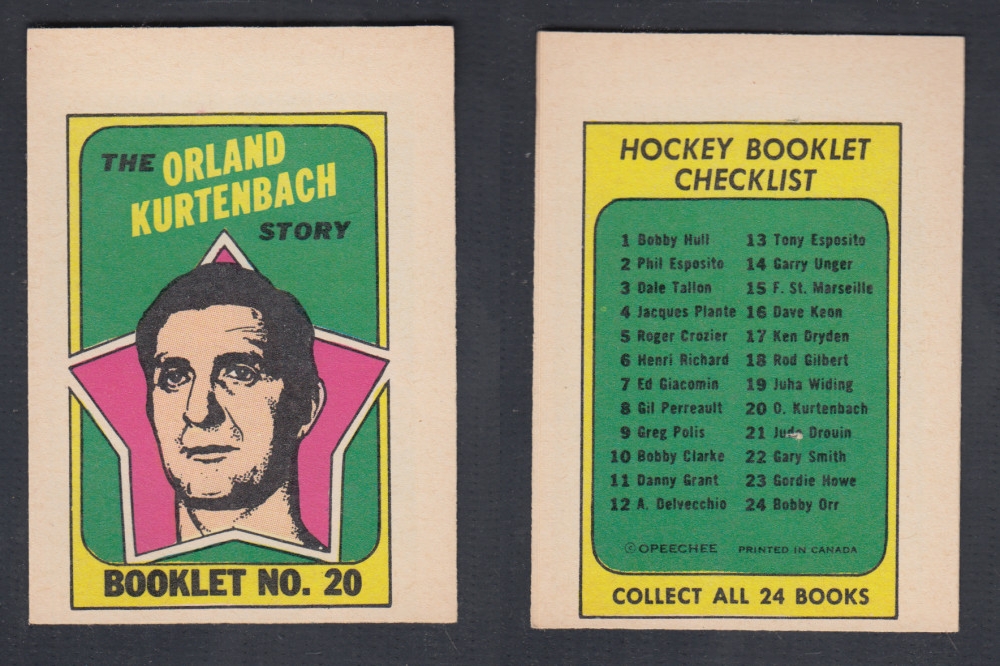 THE ORLAND
KURTENBACH
STORY
BOOKLET NO. 20
HOCKEY BOOKLET
CHECKLIST
1 Bobby Hull
2 Phil Esposito
3 Dale Tallon
4 Jacques Plante
5 Roger Crozier
6 Henri Richard
7 Ed Giacomin
8 Gil Perreault
9 Greg Polis
10 Bobby Clarke
11 Danny Grant
12 A. Delvecchio
13 Tony Esposito
14 Garry Unger
15 F. St. Marseille
16 Dave Keon
17 Ken Dryden
18 Rod Gilbert
19 Juha Widing
20 O. Kurtenbach
21 Jude Drouin
22 Gary Smith
23 Gordie Howe
24 Bobby Orr
© OPEECHEE PRINTED IN CANADA
COLLECT ALL 24 BOOKS